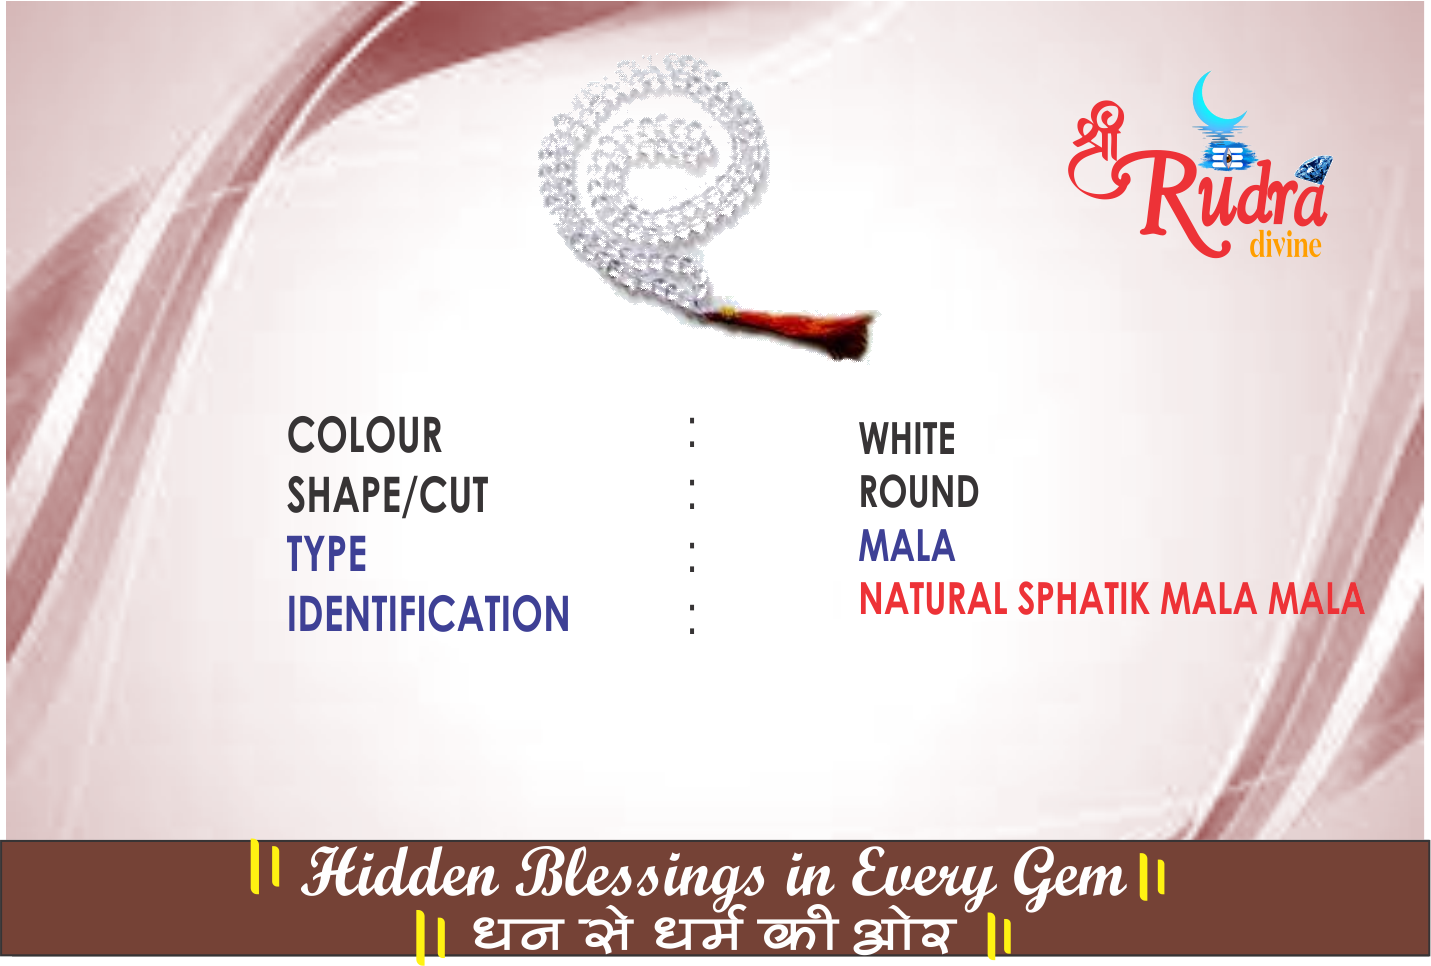 श्री
Rudra
divine
COLOUR : WHITE
SHAPE/CUT : ROUND
TYPE : MALA
IDENTIFICATION : NATURAL SPHATIK MALA MALA
॥ Hidden Blessings in Every Gem ॥
॥ धन से धर्म की ओर ॥